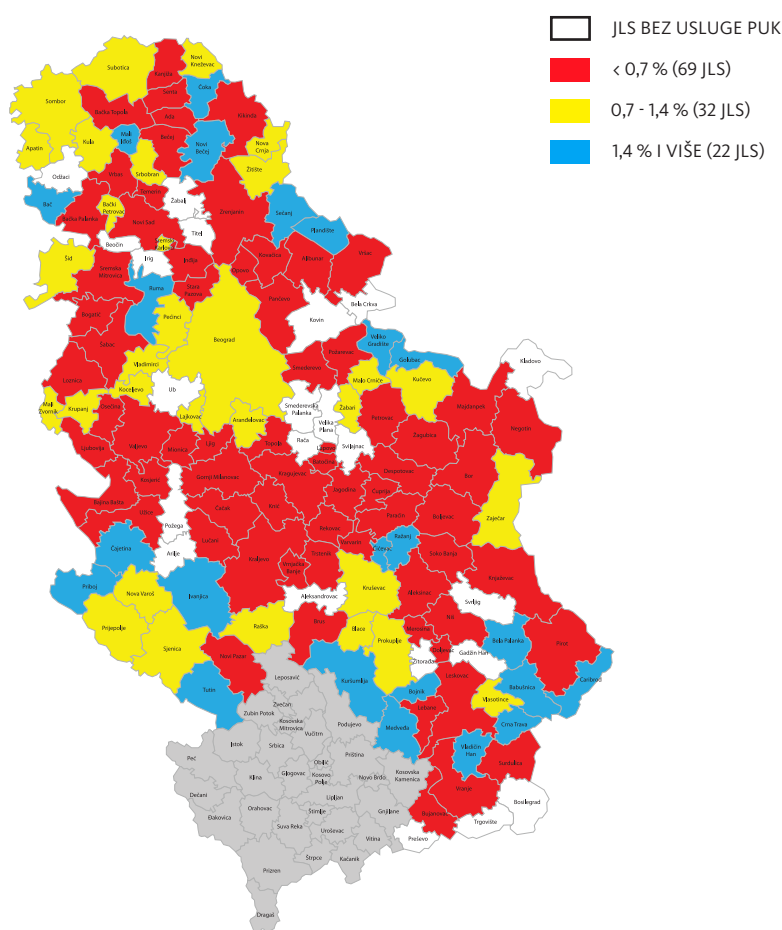 JLS BEZ USLUGE PUK
< 0,7 % (69 JLS)
0,7 - 1,4 % (32 JLS)
1,4 % I VIŠE (22 JLS)
Subotica
Novi
Kneževac
Kanjiža
Senta
Čoka
Sombor
Bačka Topola
Ada
Kikinda
Apatin
Kula
Mali
Iđoš
Bečej
Novi
Bečej
Nova
Crnja
Odžaci
Vrbas
Srbobran
Žitište
Bač
Bačka Palanka
Bački
Petrovac
Temerin
Žabalj
Zrenjanin
Sečanj
Plandište
Novi Sad
Titel
Beočin
Sremski
Karlovci
Šid
Irig
Inđija
Kovačica
Alibunar
Vršac
Sremska
Mitrovica
Ruma
Stara
Pazova
Opovo
Pančevo
Bela Crkva
Bogatić
Pećinci
Kovin
Šabac
Beograd
Veliko
Gradište
Golubac
Kladovo
Vladimirci
Smederevo
Požarevac
Loznica
Koceljevo
Ub
Malo Crniće
Kučevo
Mali
Zvornik
Krupanj
Osečina
Lajkovac
Smederevska
Palanka
Žabari
Majdanpek
Aranđelovac
Velika
Plana
Petrovac
Negotin
Ljubovija
Valjevo
Mionica
Ljig
Topola
Rača
Svilajnac
Žagubica
Lapovo
Batočina
Kosjerić
Gornji Milanovac
Kragujevac
Despotovac
Bor
Bajina Bašta
Jagodina
Ćuprija
Užice
Požega
Čačak
Knić
Paraćin
Boljevac
Zaječar
Čajetina
Arilje
Lučani
Rekovac
Varvarin
Ćićevac
Ražanj
Kraljevo
Vrnjačka
Banja
Trstenik
Soko Banja
Priboj
Nova Varoš
Ivanjica
Aleksandrovac
Kruševac
Aleksinac
Knjaževac
Svrljig
Prijepolje
Sjenica
Raška
Brus
Blace
Prokuplje
Merošina
Niš
Bela Palanka
Pirot
Novi Pazar
Žitorađa
Doljevac
Gadžin Han
Tutin
Leposavić
Kuršumlija
Bojnik
Leskovac
Babušnica
Caribrod
Zvečan
Zubin Potok
Kosovska
Mitrovica
Podujevo
Medveđa
Lebane
Vlasotince
Crna Trava
Istok
Srbica
Vučitrn
Priština
Vladičin
Han
Surdulica
Peć
Klina
Glogovac
Obilić
Kosovo
Polje
Novo Brdo
Kosovska
Kamenica
Vranje
Bosilegrad
Dečani
Orahovac
Lipljan
Štimlje
Gnjilane
Bujanovac
Trgovište
Đakovica
Suva Reka
Uroševac
Vitina
Preševo
Prizren
Štrpce
Kačanik
Dragaš